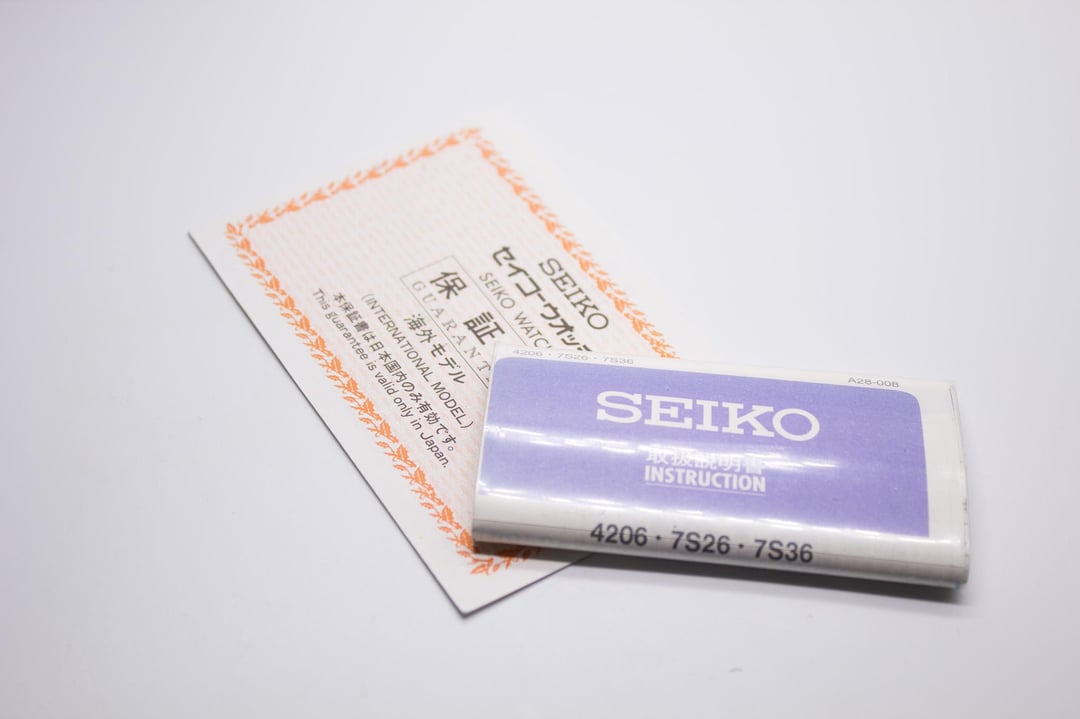 SEIKO
セイコーウオッ
SEIKO WATC
保証
GUARANT
海外モデル
(INTERNATIONAL MODEL)
本保証書は日本国内のみ有効です。
This guarantee is valid only in Japan.
4206・7S26・7S36
A28-008
SEIKO
取扱説明書
INSTRUCTION
4206・7S26・7S36